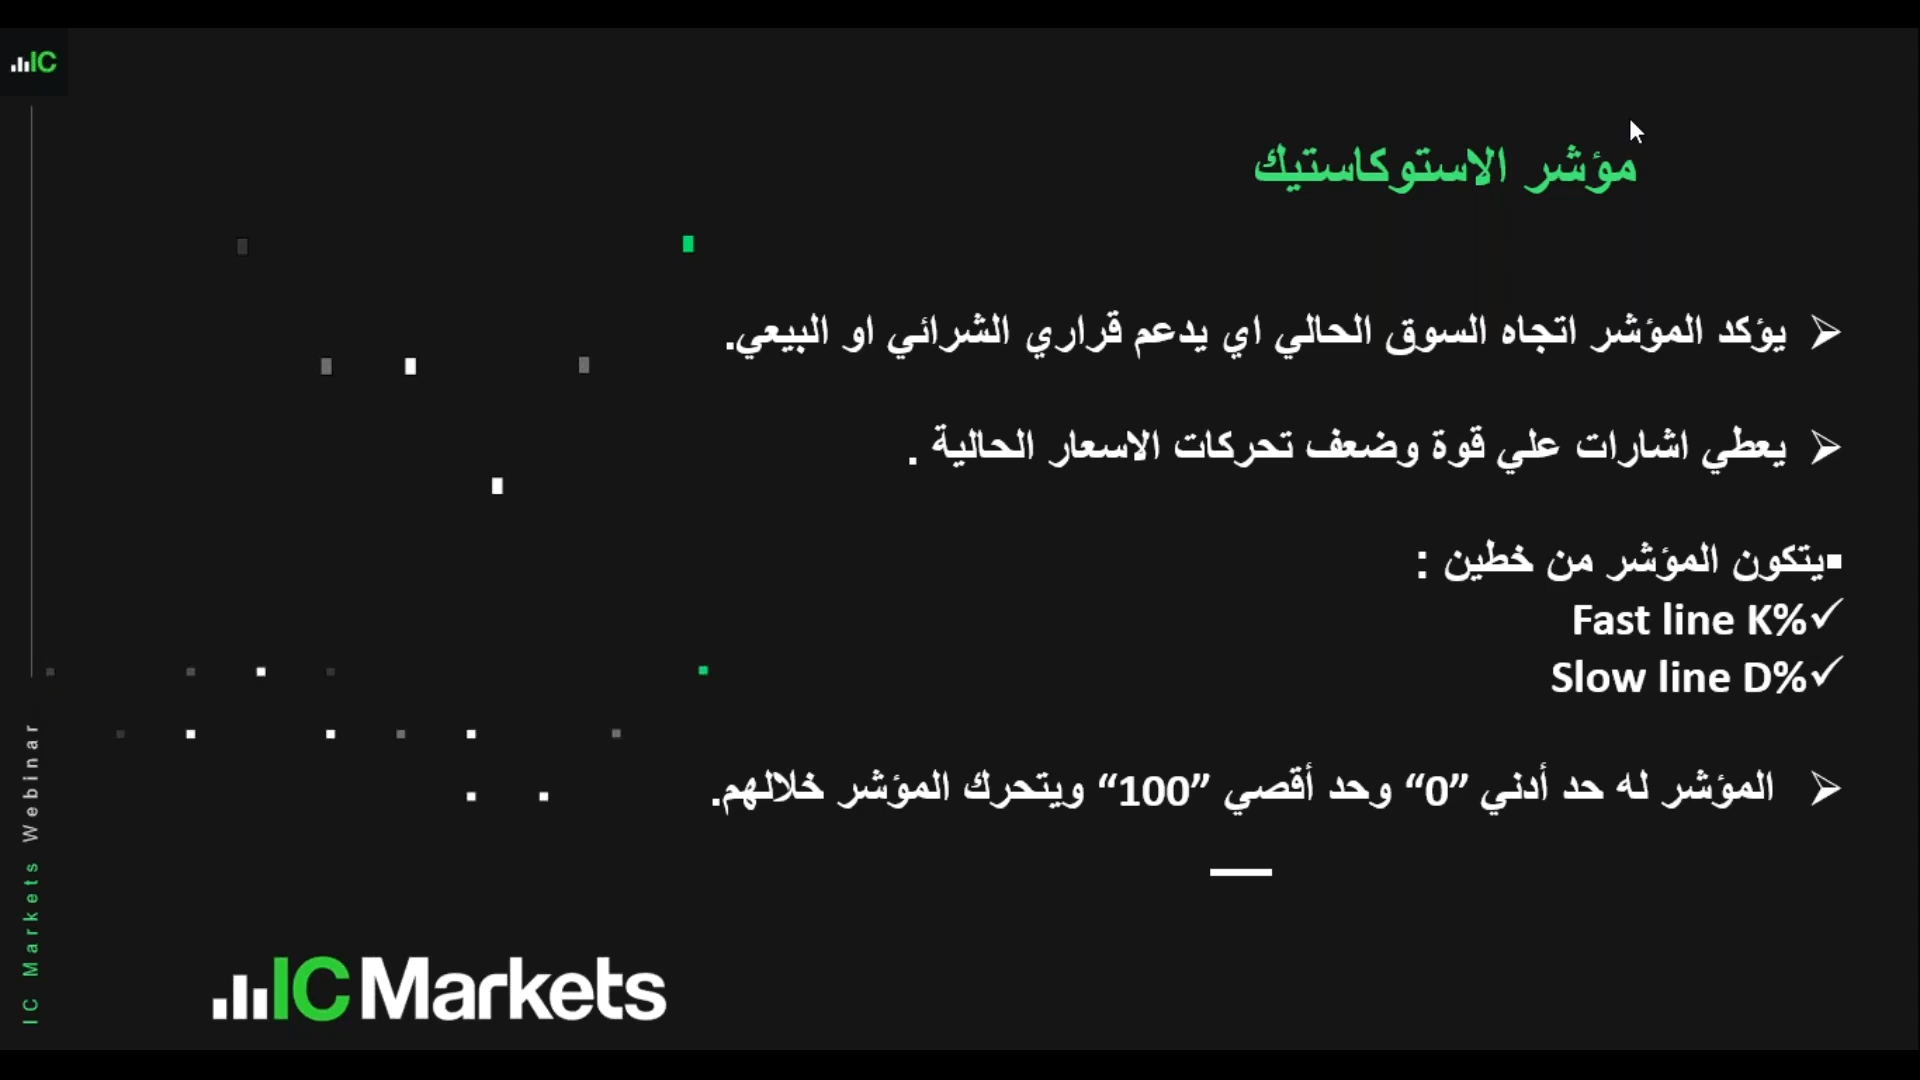 IC
مؤشر الاستوكاستيك
يؤكد المؤشر اتجاه السوق الحالي اي يدعم قراري الشرائي او البيعي.
يعطي اشارات علي قوة وضعف تحركات الاسعار الحالية .
يتكون المؤشر من خطين :
Fast line K%
Slow line D%
المؤشر له حد أدني ”0“ وحد أقصي ”100“ ويتحرك المؤشر خلالهم.
IC Markets Webinar
IC Markets